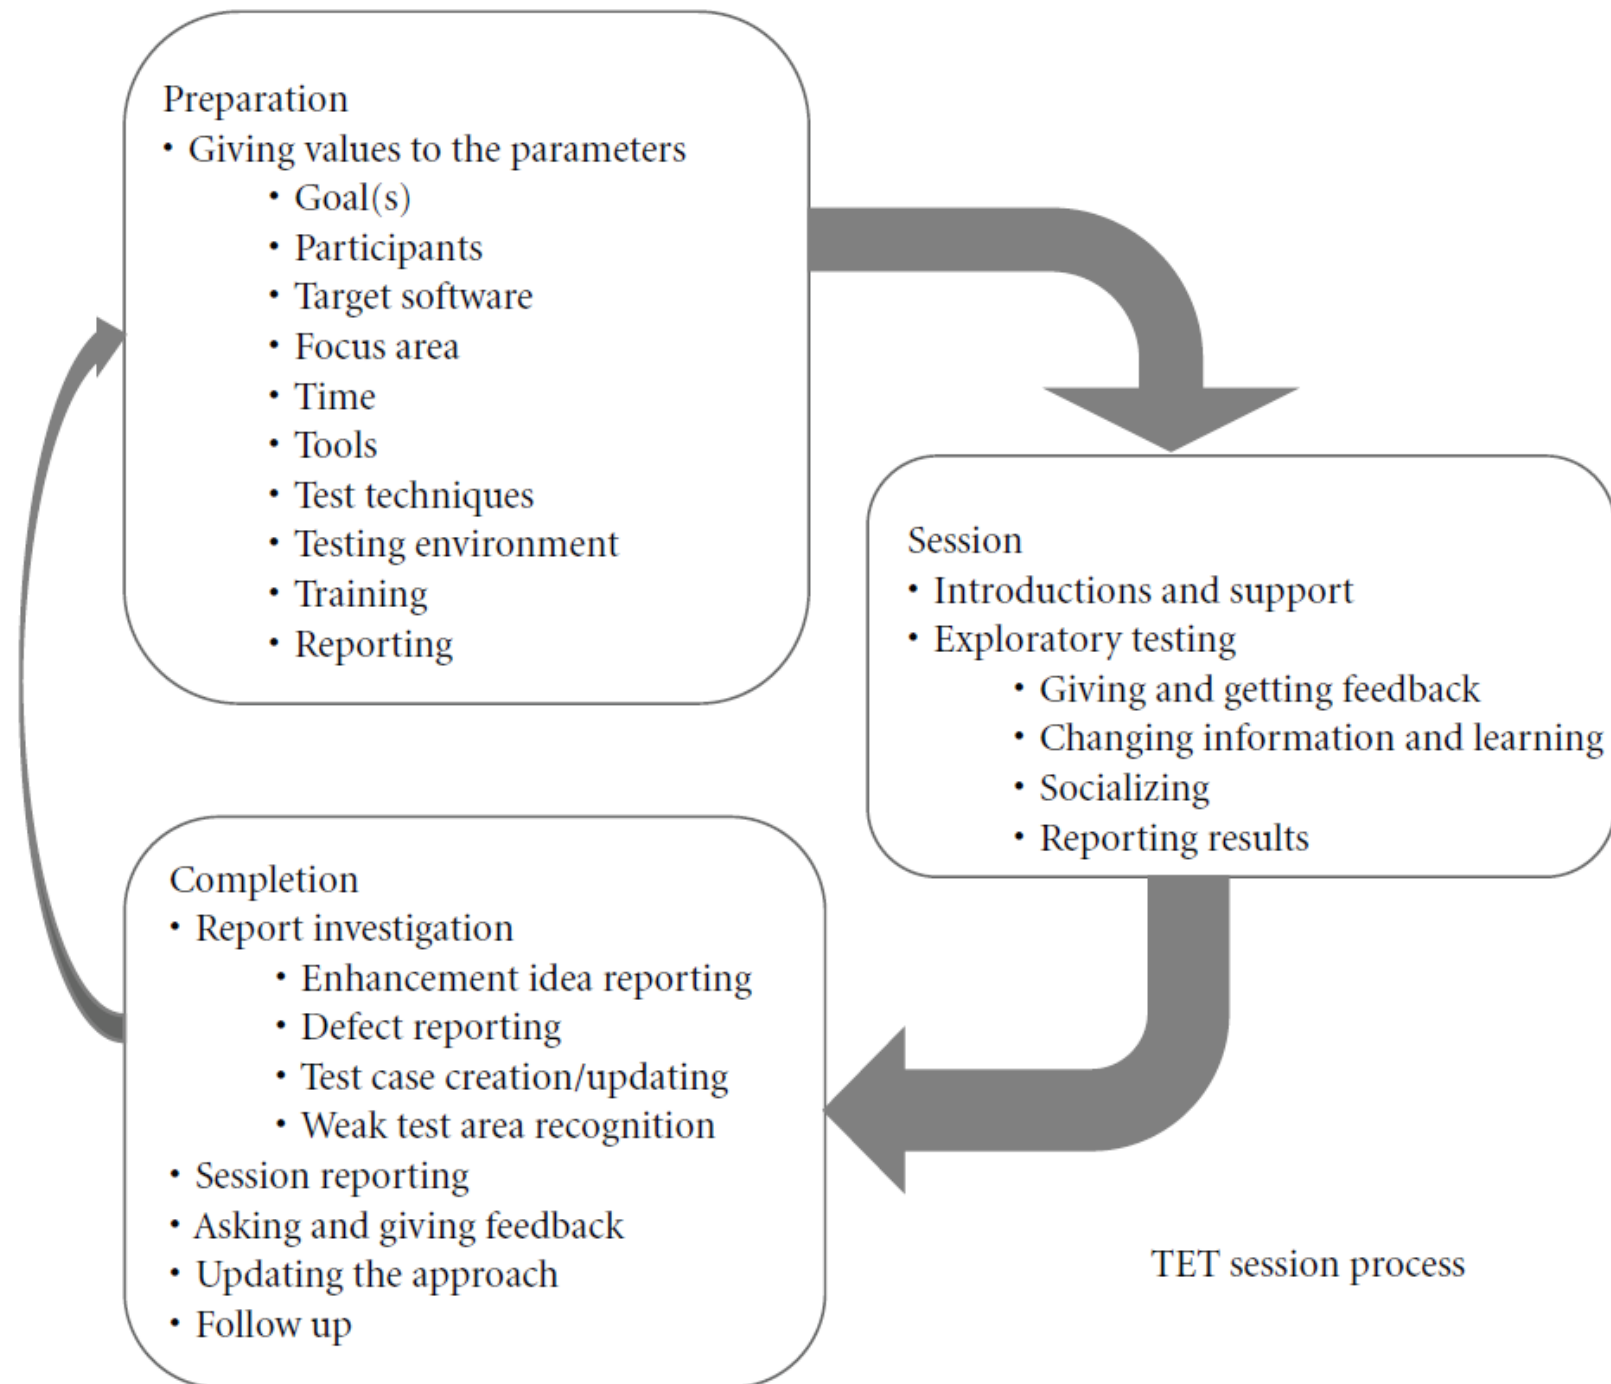 Preparation
• Giving values to the parameters
• Goal(s)
• Participants
• Target software
• Focus area
• Time
• Tools
• Test techniques
• Testing environment
• Training
• Reporting
Session
• Introductions and support
• Exploratory testing
• Giving and getting feedback
• Changing information and learning
• Socializing
• Reporting results
Completion
• Report investigation
• Enhancement idea reporting
• Defect reporting
• Test case creation/updating
• Weak test area recognition
• Session reporting
• Asking and giving feedback
• Updating the approach
• Follow up
TET session process